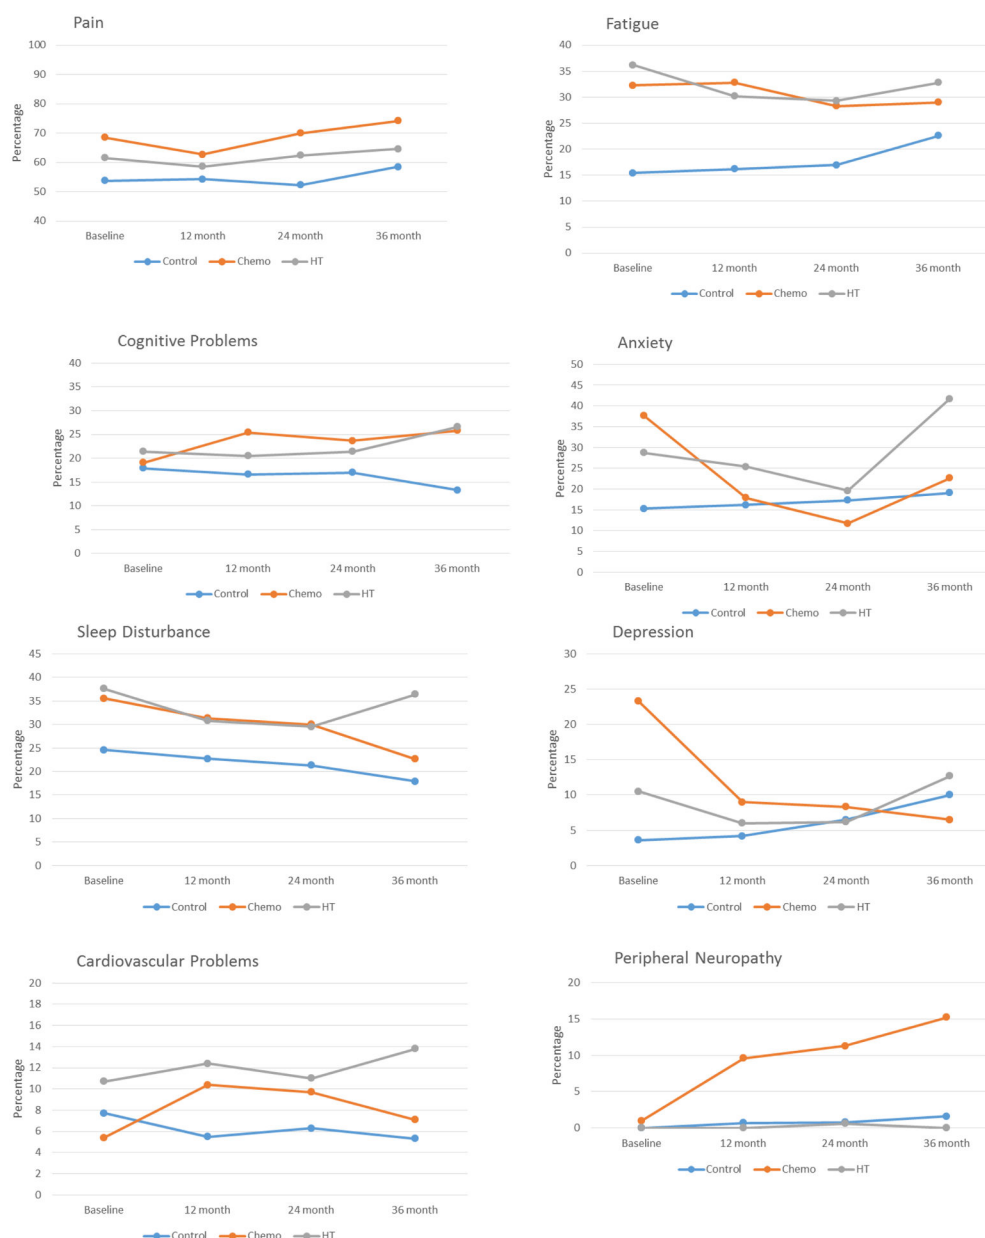 Pain
100
90
80
70
60
50
40
Percentage
Baseline 12 month 24 month 36 month
Control Chemo HT
Fatigue
40
35
30
25
20
15
10
5
0
Percentage
Baseline 12 month 24 month 36 month
Control Chemo HT
Cognitive Problems
40
35
30
25
20
15
10
5
0
Percentage
Baseline 12 month 24 month 36 month
Control Chemo HT
Anxiety
50
45
40
35
30
25
20
15
10
5
0
Percentage
Baseline 12 month 24 month 36 month
Control Chemo HT
Sleep Disturbance
45
40
35
30
25
20
15
10
5
0
Percentage
Baseline 12 month 24 month 36 month
Control Chemo HT
Depression
30
25
20
15
10
5
0
Percentage
Baseline 12 month 24 month 36 month
Control Chemo HT
Cardiovascular Problems
20
18
16
14
12
10
8
6
4
2
0
Percentage
Baseline 12 month 24 month 36 month
Control Chemo HT
Peripheral Neuropathy
20
15
10
5
0
Percentage
Baseline 12 month 24 month 36 month
Control Chemo HT